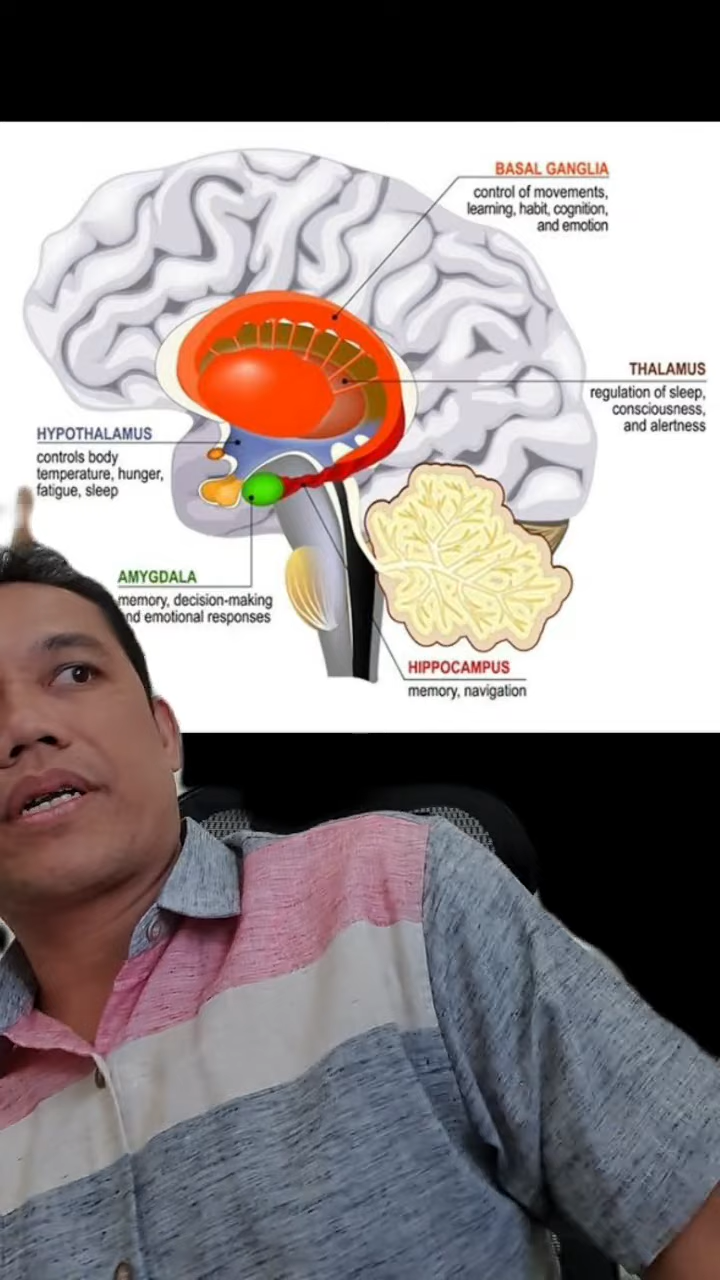 BASAL GANGLIA
control of movements,
learning, habit, cognition,
and emotion
THALAMUS
regulation of sleep,
consciousness,
and alertness
HYPOTHALAMUS
controls body
temperature, hunger,
fatigue, sleep
AMYGDALA
memory, decision-making
nd emotional responses
HIPPOCAMPUS
memory, navigation